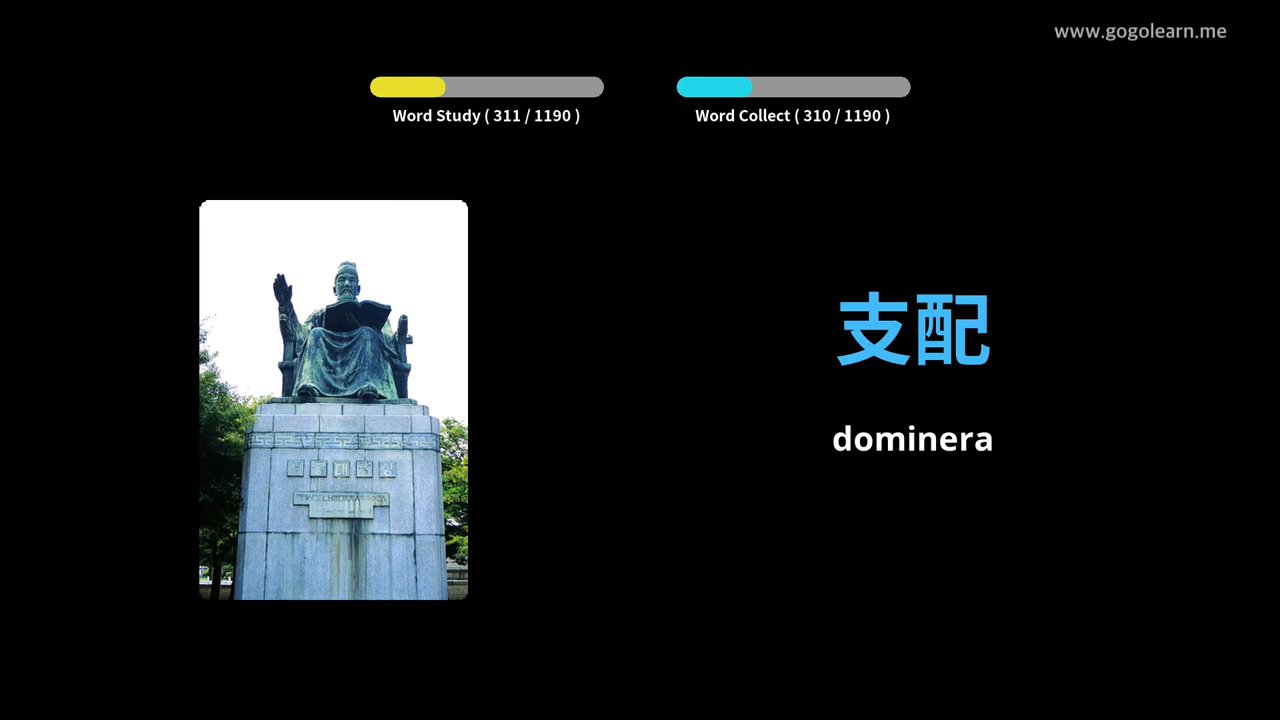 www.gogolearn.me
Word Study ( 311 / 1190 )
Word Collect ( 310 / 1190 )
支配
dominera